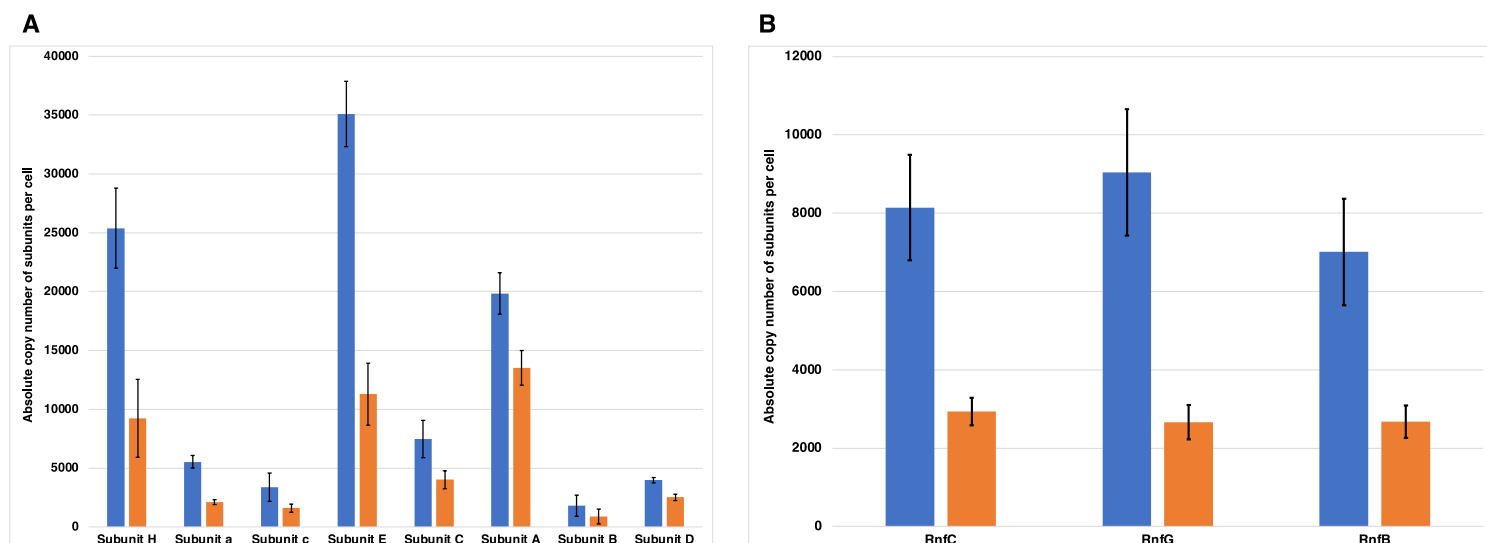 A
Absolute copy number of subunits per cell
40000
35000
30000
25000
20000
15000
10000
5000
0
Subunit H Subunit a Subunit c Subunit E Subunit C Subunit A Subunit B Subunit D
B
Absolute copy number of subunits per cell
12000
10000
8000
6000
4000
2000
0
RnfC RnfG RnfB